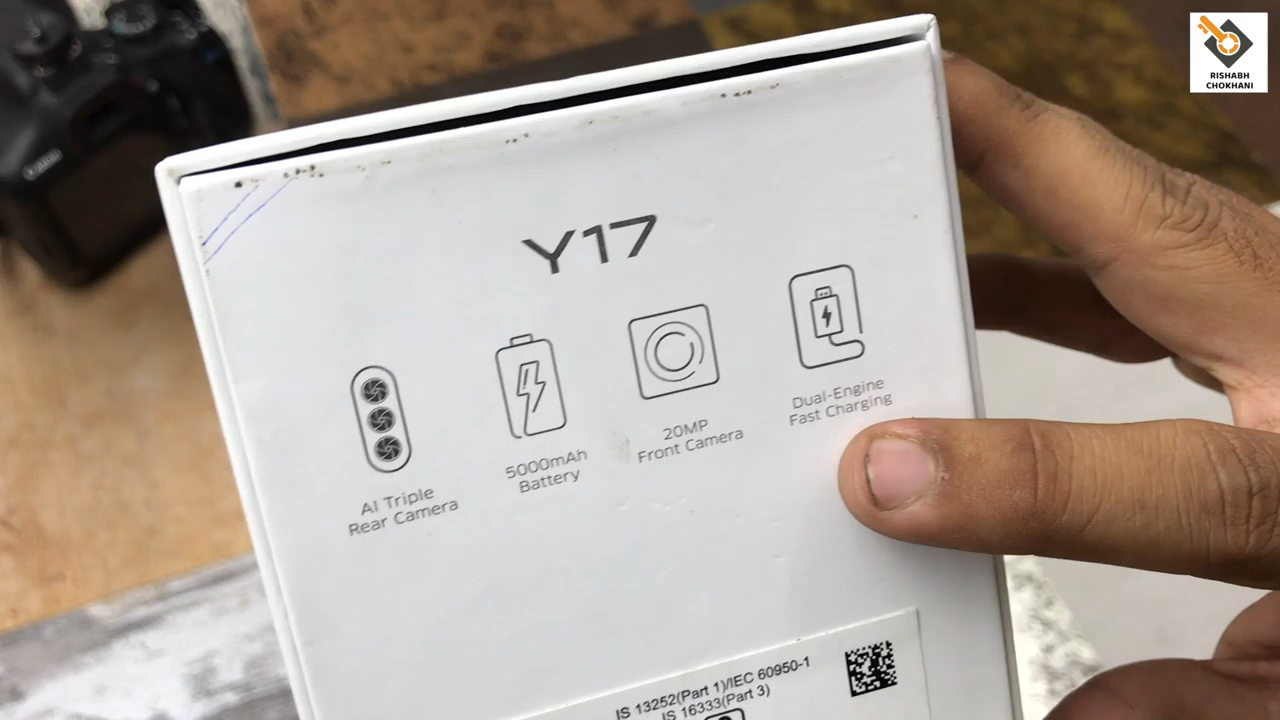 RISHABH
CHOKHANI
Canon
Y17
AI Triple
Rear Camera
5000mAh
Battery
20MP
Front Camera
Dual-Engine
Fast Charging
IS 13252(Part 1)/IEC 60950-1
IS 16333(Part 3)